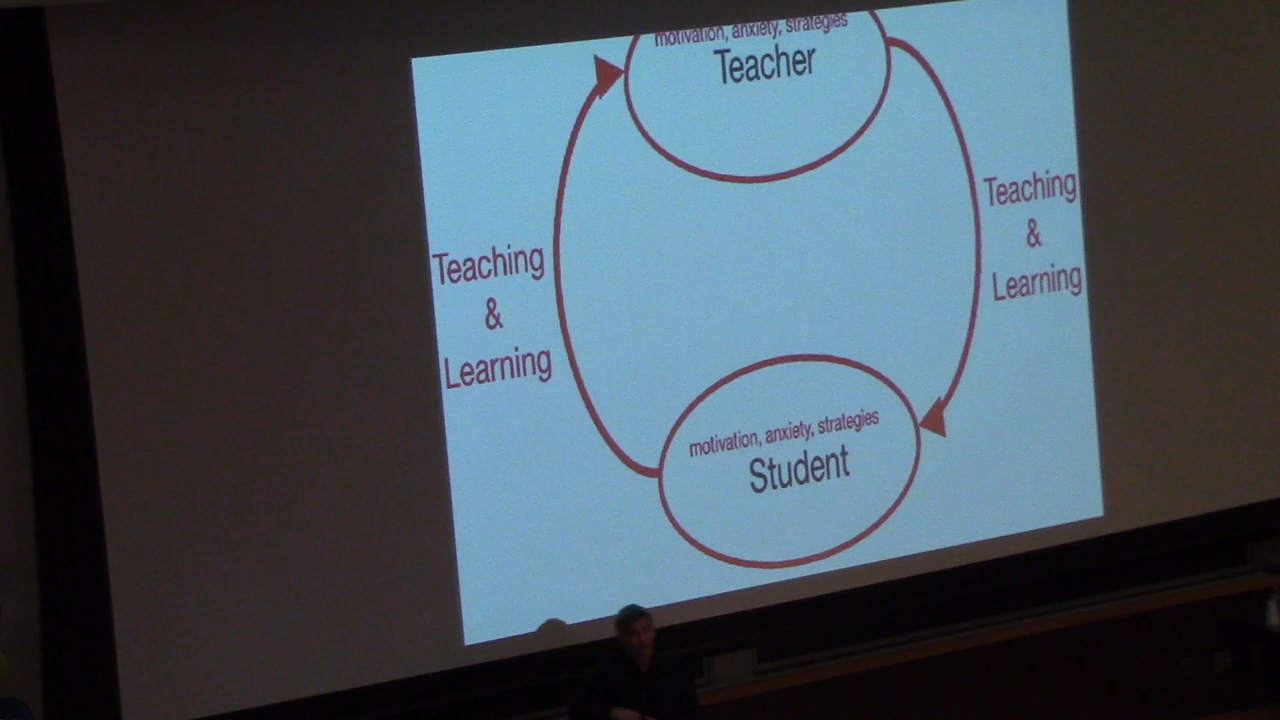 motivation, anxiety, strategies
Teacher
Teaching
&
Learning
Teaching
&
Learning
motivation, anxiety, strategies
Student